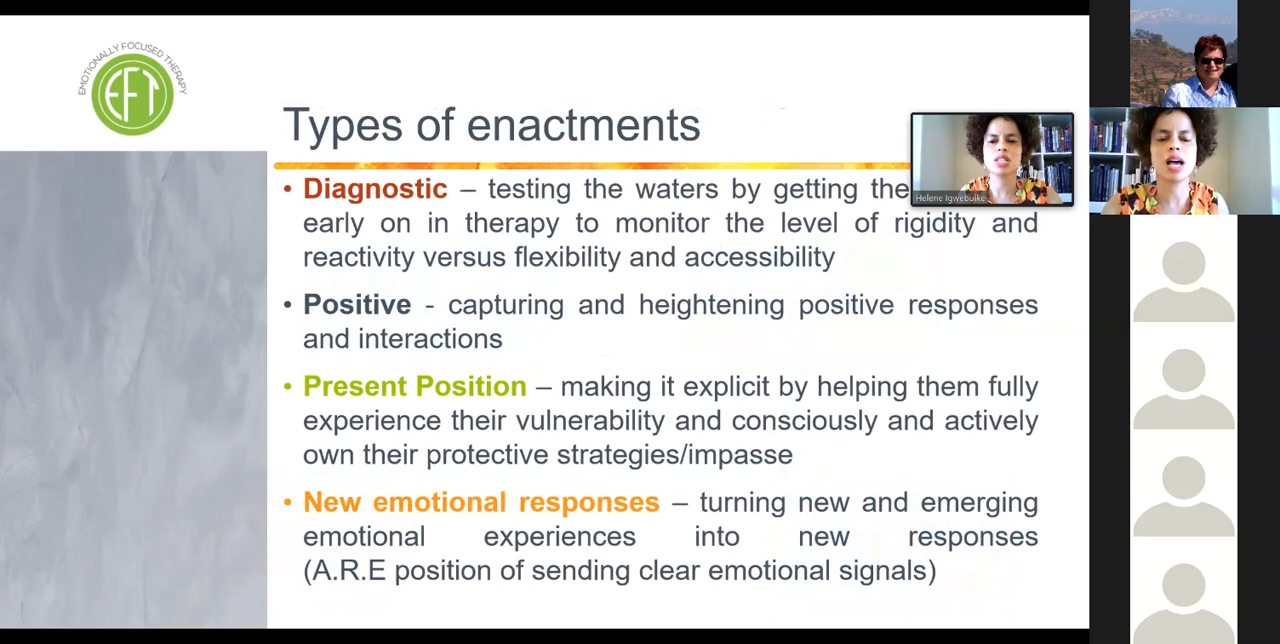 EMOTIONALLY FOCUSED THERAPY
EFT
Types of enactments
• Diagnostic – testing the waters by getting the
early on in therapy to monitor the level of rigidity and
reactivity versus flexibility and accessibility
• Positive - capturing and heightening positive responses
and interactions
• Present Position – making it explicit by helping them fully
experience their vulnerability and consciously and actively
own their protective strategies/impasse
• New emotional responses – turning new and emerging
emotional experiences into new responses
(A.R.E position of sending clear emotional signals)
Helene Igwebuike